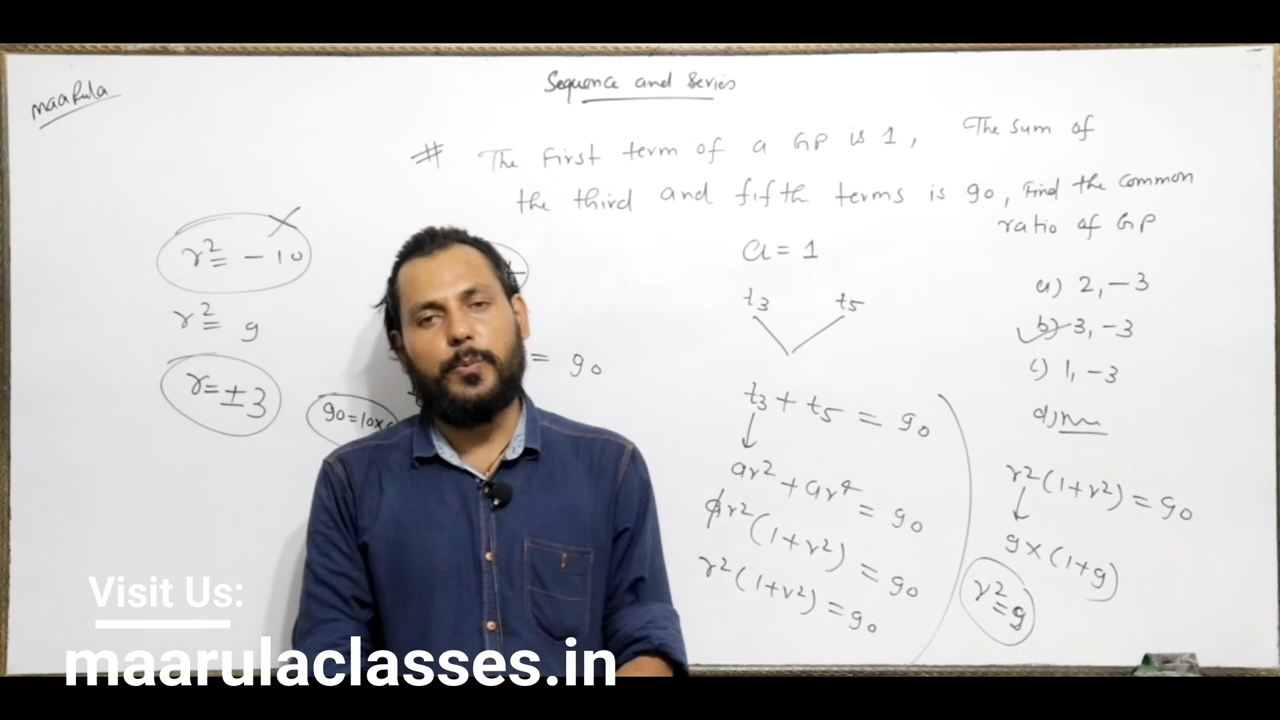 maarula
Sequence and series
# The first term of a GP is 1, The sum of
the third and fifth terms is 90, Find the common
ratio of GP
r² = -10
r² = 9
r = ±3
= 90
90=10×
a = 1
t3 t5
t3 + t5 = 90
ar² + ar⁴ = 90
ar²(1+r²) = 90
r²(1+r²) = 90
a) 2, -3
b) 3, -3
c) 1, -3
d)
r²(1+r²) = 90
9×(1+9)
r² = 9
Visit Us:
maarulaclasses.in